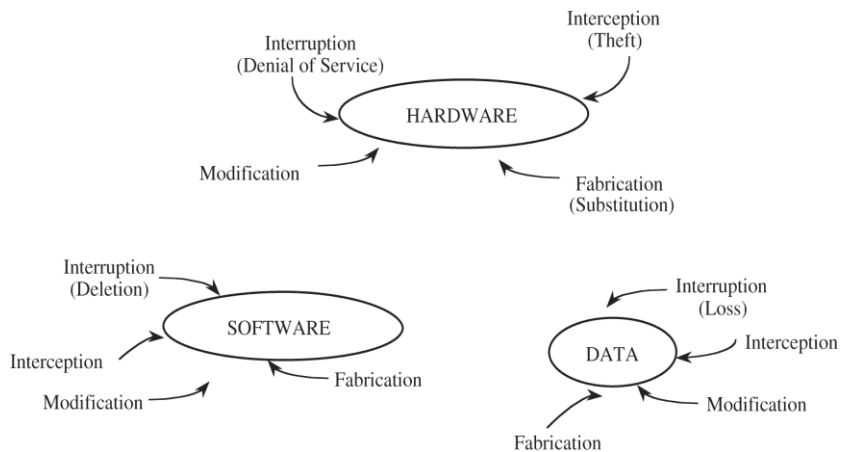 Interruption
(Denial of Service)
Interception
(Theft)
HARDWARE
Modification
Fabrication
(Substitution)
Interruption
(Deletion)
SOFTWARE
Interception
Modification
Fabrication
Interruption
(Loss)
DATA
Interception
Modification
Fabrication